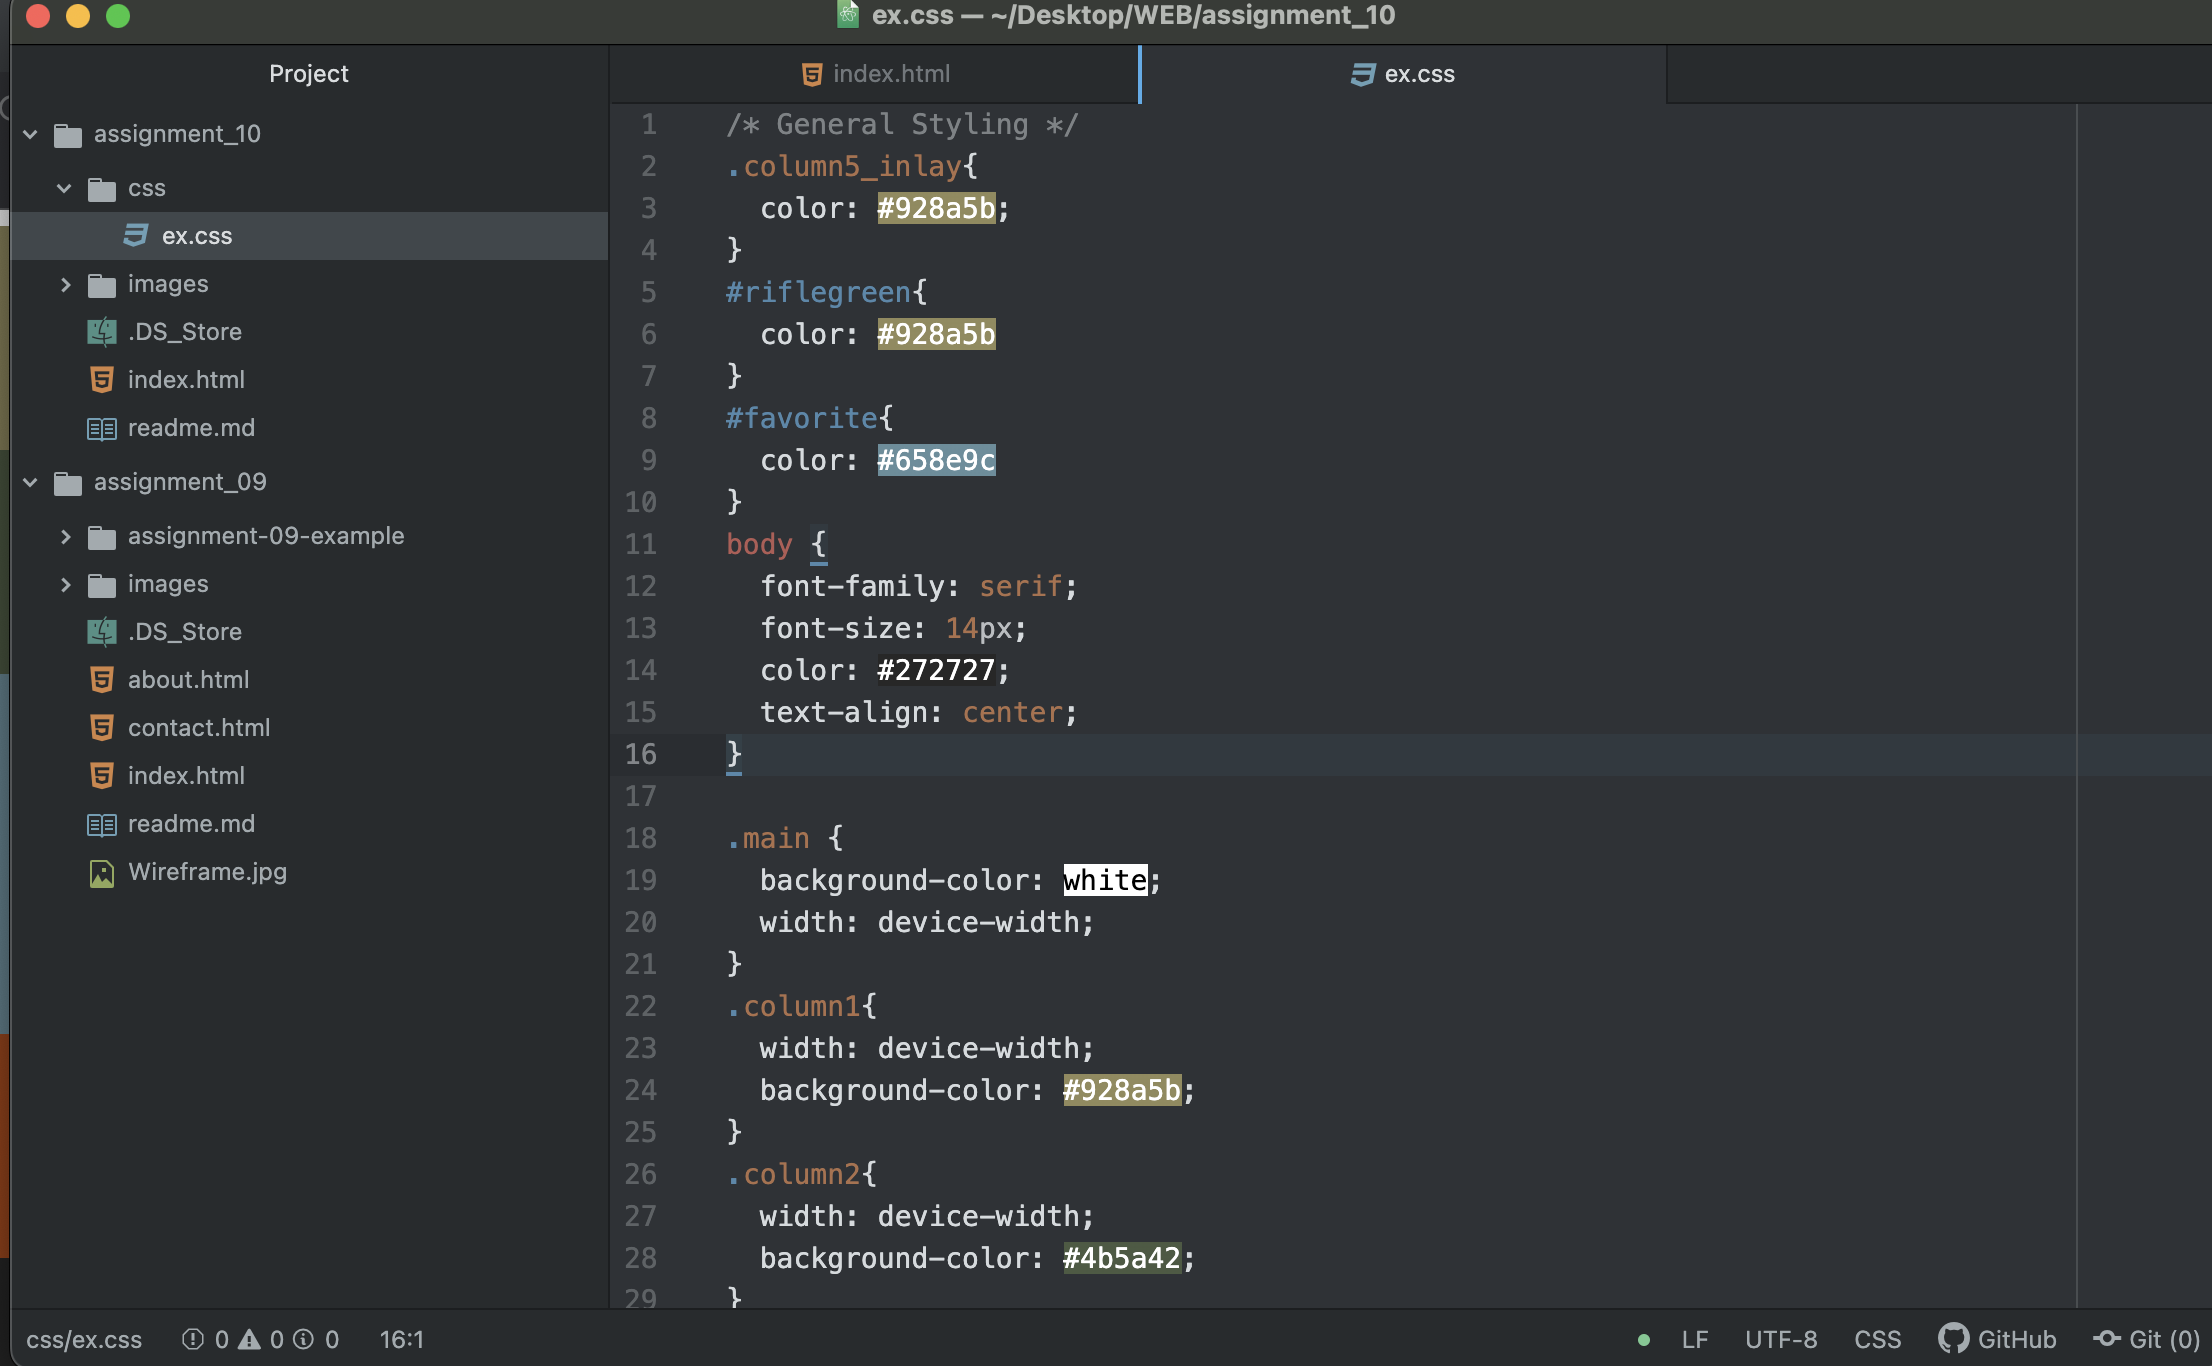 ex.css — ~/Desktop/WEB/assignment_10
Project
assignment_10
css
ex.css
images
.DS_Store
index.html
readme.md
assignment_09
assignment-09-example
images
.DS_Store
about.html
contact.html
index.html
readme.md
Wireframe.jpg
index.html
ex.css
1 /* General Styling */
2 .column5_inlay{
3 color: #928a5b;
4 }
5 #riflegreen{
6 color: #928a5b
7 }
8 #favorite{
9 color: #658e9c
10 }
11 body {
12 font-family: serif;
13 font-size: 14px;
14 color: #272727;
15 text-align: center;
16 }
17
18 .main {
19 background-color: white;
20 width: device-width;
21 }
22 .column1{
23 width: device-width;
24 background-color: #928a5b;
25 }
26 .column2{
27 width: device-width;
28 background-color: #4b5a42;
29 }
css/ex.css 0 0 0 16:1 LF UTF-8 CSS GitHub Git (0)